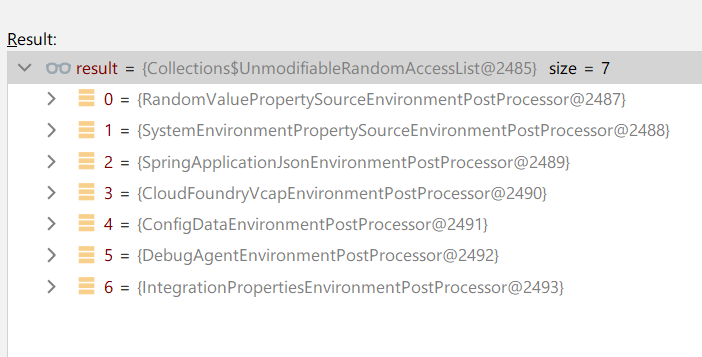 Result:
result = {Collections$UnmodifiableRandomAccessList@2485} size = 7
0 = {RandomValuePropertySourceEnvironmentPostProcessor@2487}
1 = {SystemEnvironmentPropertySourceEnvironmentPostProcessor@2488}
2 = {SpringApplicationJsonEnvironmentPostProcessor@2489}
3 = {CloudFoundryVcapEnvironmentPostProcessor@2490}
4 = {ConfigDataEnvironmentPostProcessor@2491}
5 = {DebugAgentEnvironmentPostProcessor@2492}
6 = {IntegrationPropertiesEnvironmentPostProcessor@2493}